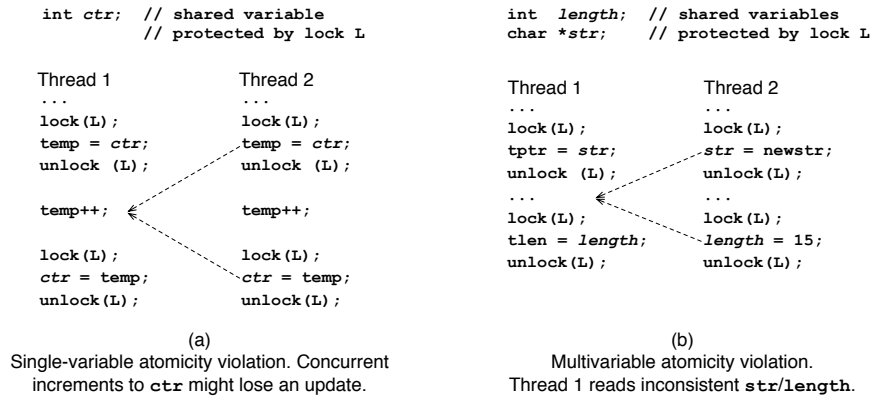 int ctr; // shared variable
// protected by lock L
Thread 1
...
lock(L);
temp = ctr;
unlock (L);
temp++;
lock(L);
ctr = temp;
unlock(L);
Thread 2
...
lock(L);
temp = ctr;
unlock (L);
temp++;
lock(L);
ctr = temp;
unlock(L);
(a)
Single-variable atomicity violation. Concurrent
increments to ctr might lose an update.
int length; // shared variables
char *str; // protected by lock L
Thread 1
...
lock(L);
tptr = str;
unlock (L);
...
lock(L);
tlen = length;
unlock(L);
Thread 2
...
lock(L);
str = newstr;
unlock(L);
...
lock(L);
length = 15;
unlock(L);
(b)
Multivariable atomicity violation.
Thread 1 reads inconsistent str/length.